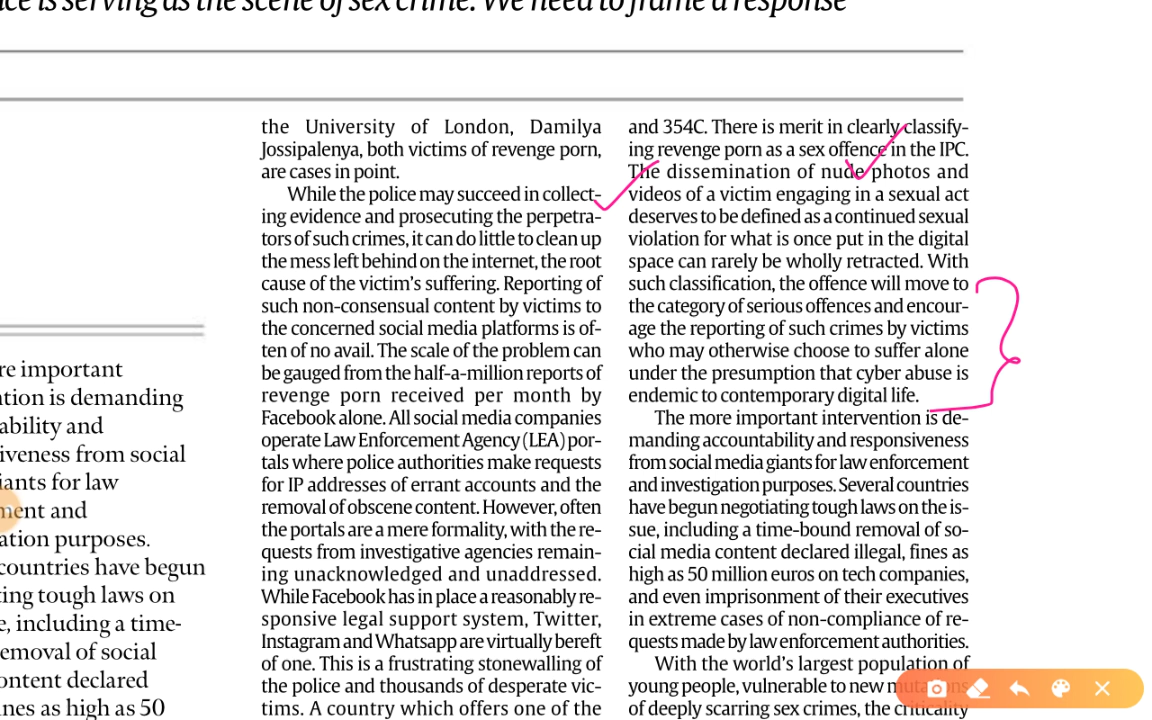 ce is serving as the scene of sex crime. We need to frame a response
re important
tion is demanding
ability and
iveness from social
iants for law
ment and
ation purposes.
countries have begun
ting tough laws on
e, including a time-
emoval of social
ontent declared
ines as high as 50
the University of London, Damilya
Jossipalenya, both victims of revenge porn,
are cases in point.
While the police may succeed in collect-
ing evidence and prosecuting the perpetra-
tors of such crimes, it can do little to clean up
the mess left behind on the internet, the root
cause of the victim's suffering. Reporting of
such non-consensual content by victims to
the concerned social media platforms is of-
ten of no avail. The scale of the problem can
be gauged from the half-a-million reports of
revenge porn received per month by
Facebook alone. All social media companies
operate Law Enforcement Agency (LEA) por-
tals where police authorities make requests
for IP addresses of errant accounts and the
removal of obscene content. However, often
the portals are a mere formality, with the re-
quests from investigative agencies remain-
ing unacknowledged and unaddressed.
While Facebook has in place a reasonably re-
sponsive legal support system, Twitter,
Instagram and Whatsapp are virtually bereft
of one. This is a frustrating stonewalling of
the police and thousands of desperate vic-
tims. A country which offers one of the
and 354C. There is merit in clearly classify-
ing revenge porn as a sex offence in the IPC.
The dissemination of nude photos and
videos of a victim engaging in a sexual act
deserves to be defined as a continued sexual
violation for what is once put in the digital
space can rarely be wholly retracted. With
such classification, the offence will move to
the category of serious offences and encour-
age the reporting of such crimes by victims
who may otherwise choose to suffer alone
under the presumption that cyber abuse is
endemic to contemporary digital life.
The more important intervention is de-
manding accountability and responsiveness
from social media giants for law enforcement
and investigation purposes. Several countries
have begun negotiating tough laws on the is-
sue, including a time-bound removal of so-
cial media content declared illegal, fines as
high as 50 million euros on tech companies,
and even imprisonment of their executives
in extreme cases of non-compliance of re-
quests made by law enforcement authorities.
With the world's largest population of
young people, vulnerable to new mutations
of deeply scarring sex crimes, the criticality